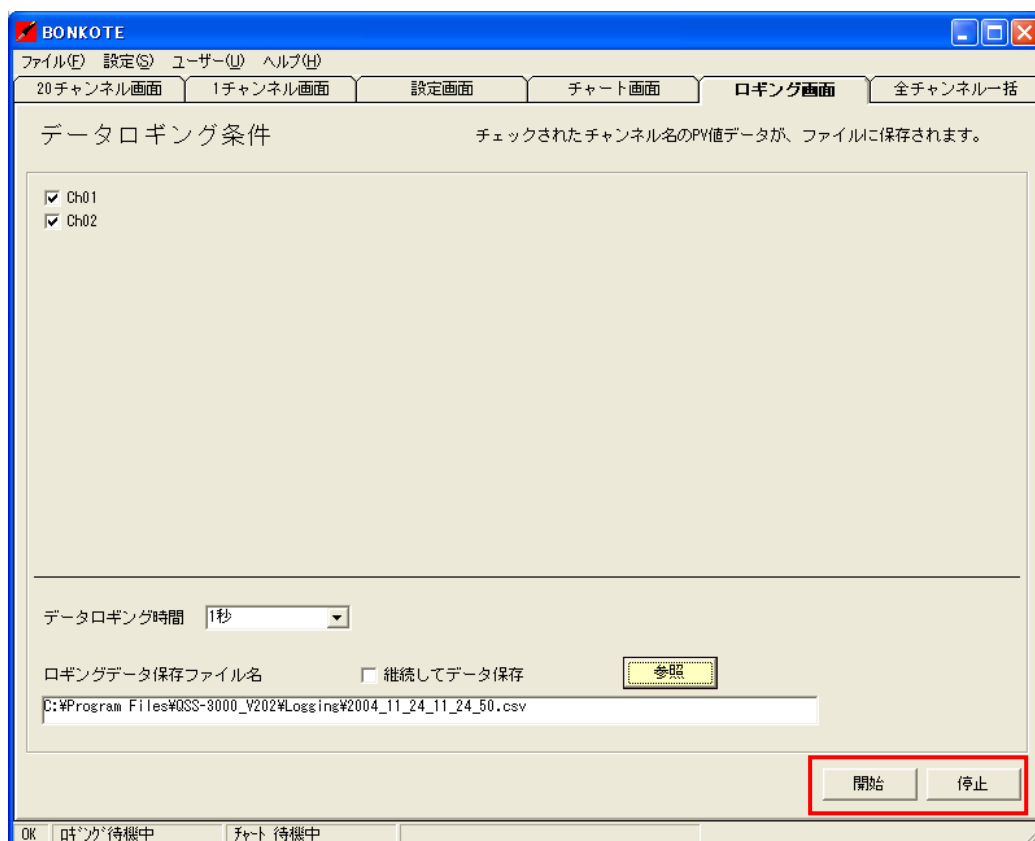 BONKOTE
ファイル(F) 設定(S) ユーザー(U) ヘルプ(H)
20チャンネル画面 1チャンネル画面 設定画面 チャート画面 ロギング画面 全チャンネル一括
データロギング条件 チェックされたチャンネル名のPV値データが、ファイルに保存されます。
Ch01
Ch02
データロギング時間 1秒
ロギングデータ保存ファイル名 継続してデータ保存 参照
C:¥Program Files¥QSS-3000_V202¥Logging¥2004_11_24_11_24_50.csv
開始 停止
OK ﾛｷﾞﾝｸﾞ待機中 ﾁｬｰﾄ 待機中